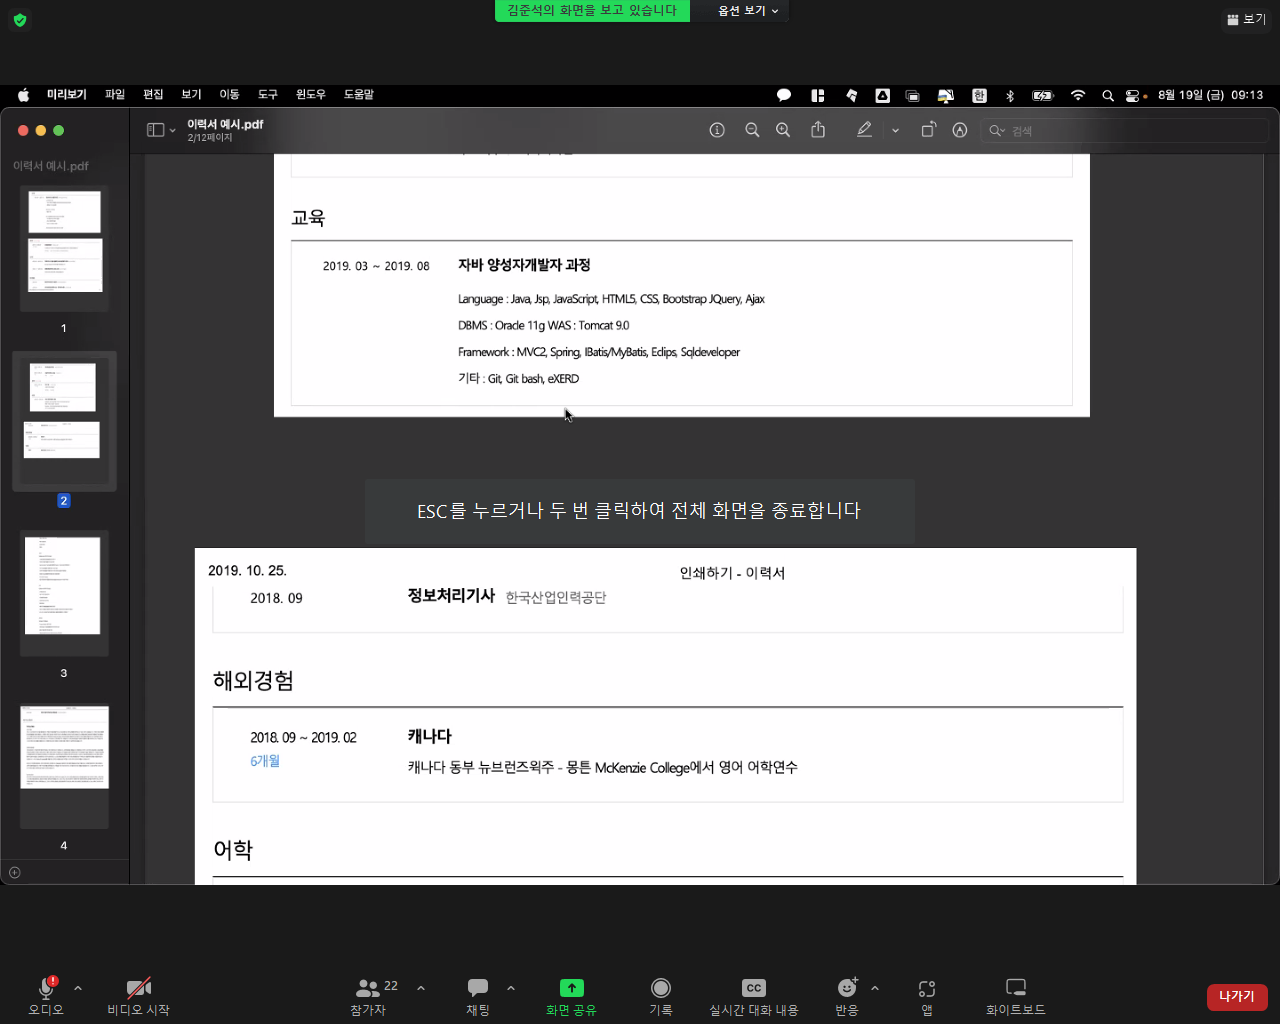 김준석의 화면을 보고 있습니다
옵션 보기
보기
미리보기 파일 편집 보기 이동 도구 윈도우 도움말
한
8월 19일 (금) 09:13
이력서 예시.pdf
2/12페이지
검색
이력서 예시.pdf
1
2
3
4
교육
2019. 03 ~ 2019. 08 자바 양성자개발자 과정
Language : Java, Jsp, JavaScript, HTML5, CSS, Bootstrap JQuery, Ajax
DBMS : Oracle 11g WAS : Tomcat 9.0
Framework : MVC2, Spring, IBatis/MyBatis, Eclips, Sqldeveloper
기타 : Git, Git bash, eXERD
ESC를 누르거나 두 번 클릭하여 전체 화면을 종료합니다
2019. 10. 25. 인쇄하기 - 이력서
2018. 09 정보처리기사 한국산업인력공단
해외경험
2018. 09 ~ 2019. 02 캐나다
6개월
캐나다 동부 뉴브런즈윅주 - 몽튼 McKenzie College에서 영어 어학연수
어학
오디오
비디오 시작
22
참가자
채팅
화면 공유
기록
CC
실시간 대화 내용
반응
앱
화이트보드
나가기